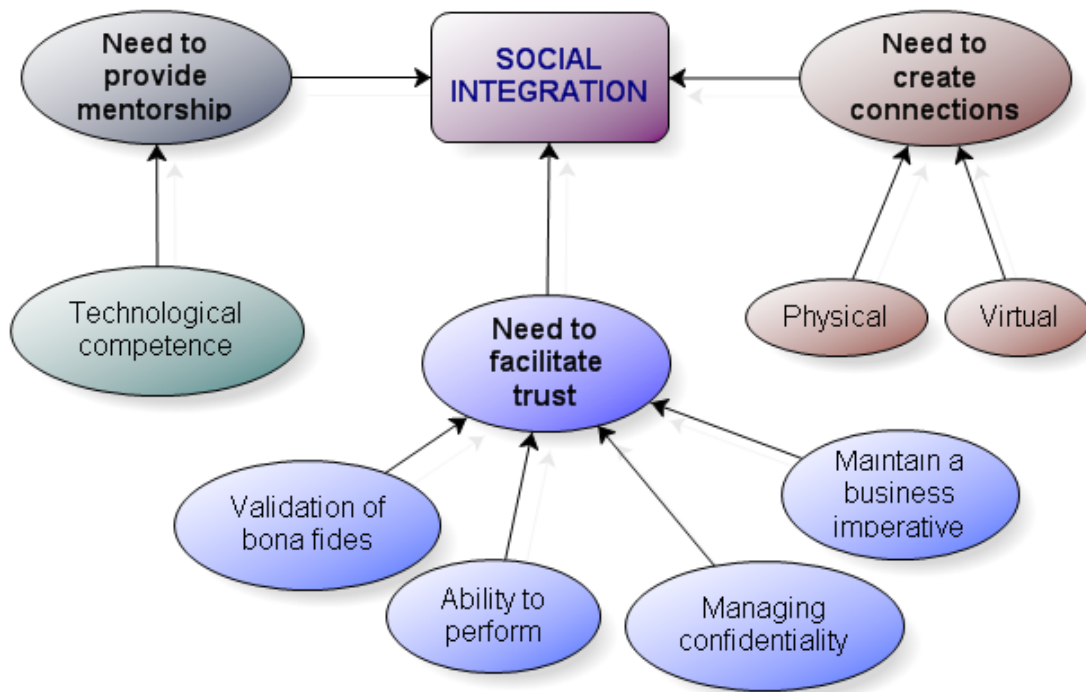 Need to
provide
mentorship
SOCIAL
INTEGRATION
Need to
create
connections
Technological
competence
Need to
facilitate
trust
Physical
Virtual
Validation of
bona fides
Ability to
perform
Managing
confidentiality
Maintain a
business
imperative